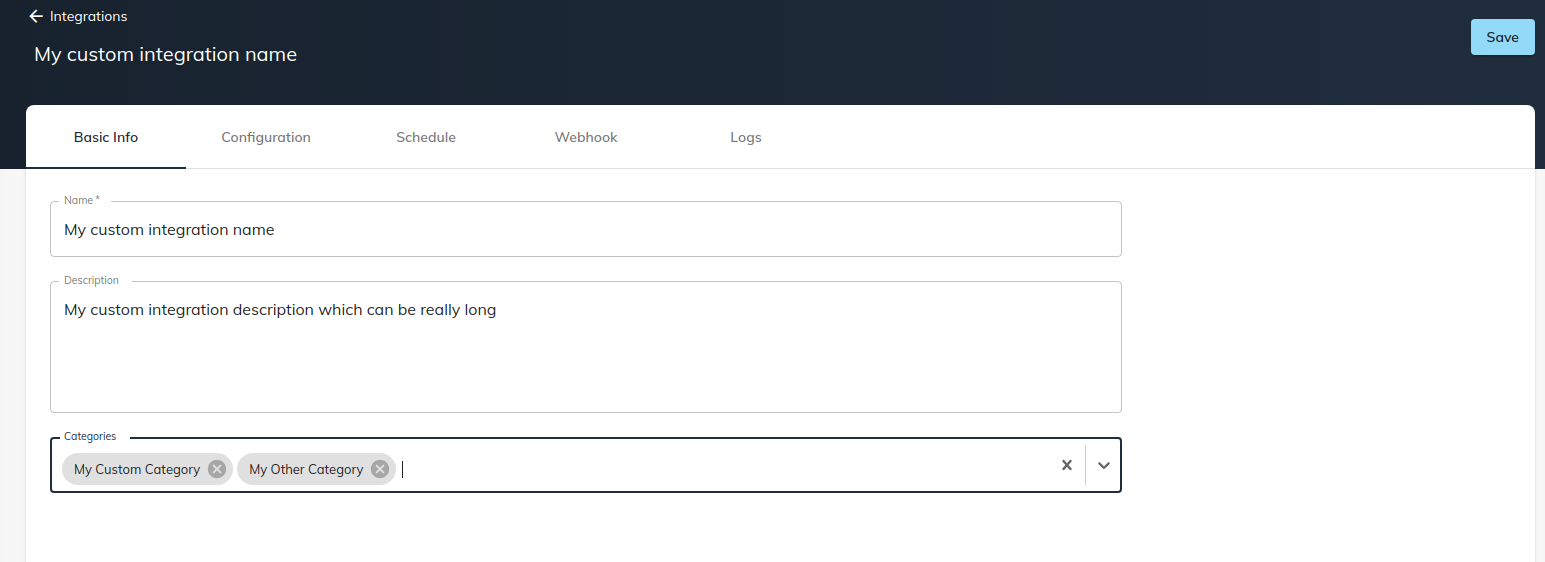 Integrations
My custom integration name
Save
Basic Info Configuration Schedule Webhook Logs
Name *
My custom integration name
Description
My custom integration description which can be really long
Categories
My Custom Category My Other Category